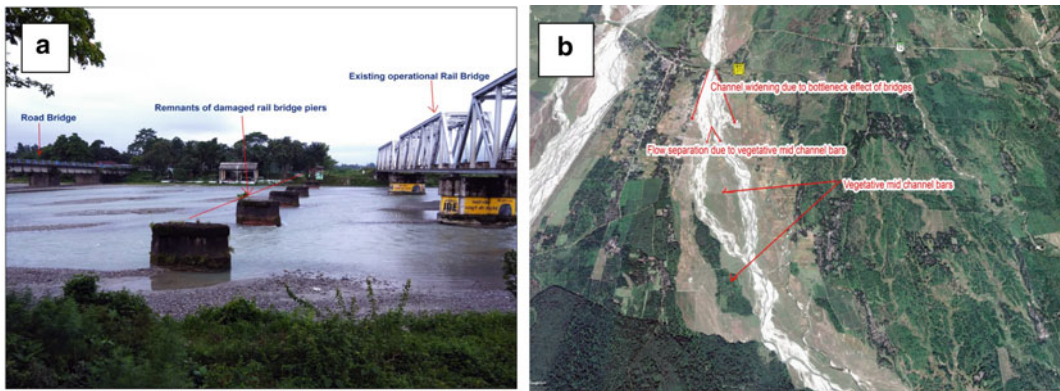 a
Existing operational Rail Bridge
Remnants of damaged rail bridge piers
Road Bridge
b
Channel widening due to bottleneck effect of bridges
Flow separation due to vegetative mid channel bars
Vegetative mid channel bars